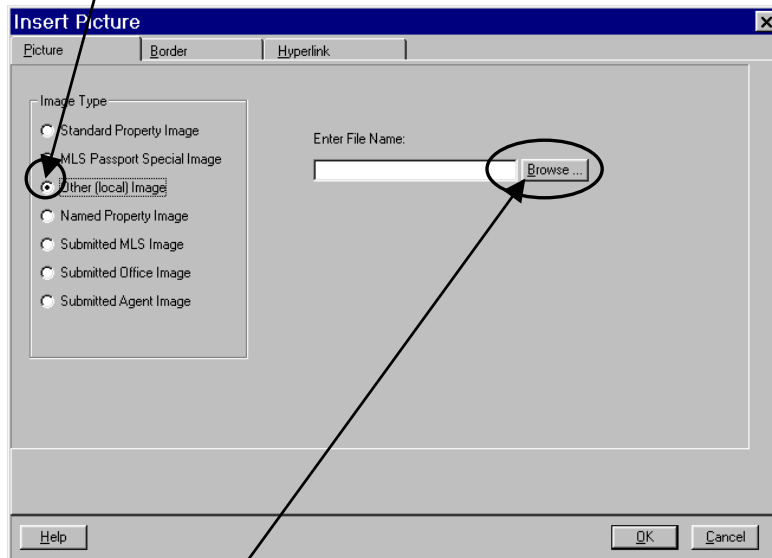 Insert Picture
Picture Border Hyperlink
Image Type
Standard Property Image
MLS Passport Special Image
Other (local) Image
Named Property Image
Submitted MLS Image
Submitted Office Image
Submitted Agent Image
Enter File Name:
Browse ...
Help OK Cancel